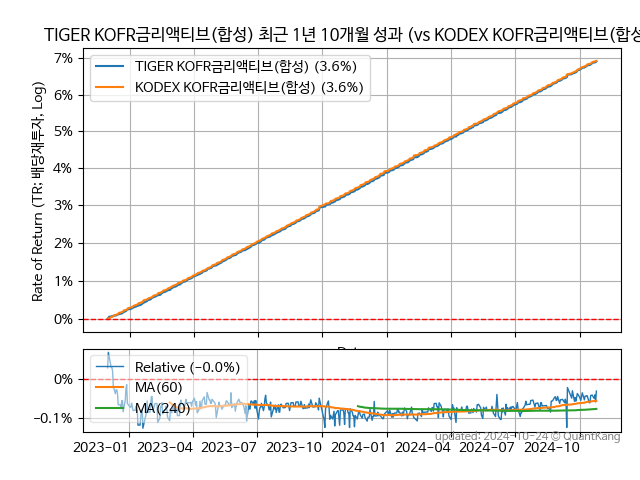 TIGER KOFR금리액티브(합성) 최근 1년 10개월 성과 (vs KODEX KOFR금리액티브(합성
7%
6%
5%
4%
3%
2%
1%
0%
Rate of Return (TR; 배당재투자, Log)
TIGER KOFR금리액티브(합성) (3.6%)
KODEX KOFR금리액티브(합성) (3.6%)
0%
-0.1%
Relative (-0.0%)
MA(60)
MA(240)
updated: 2024-10-24 © QuantKang
2023-01 2023-04 2023-07 2023-10 2024-01 2024-04 2024-07 2024-10